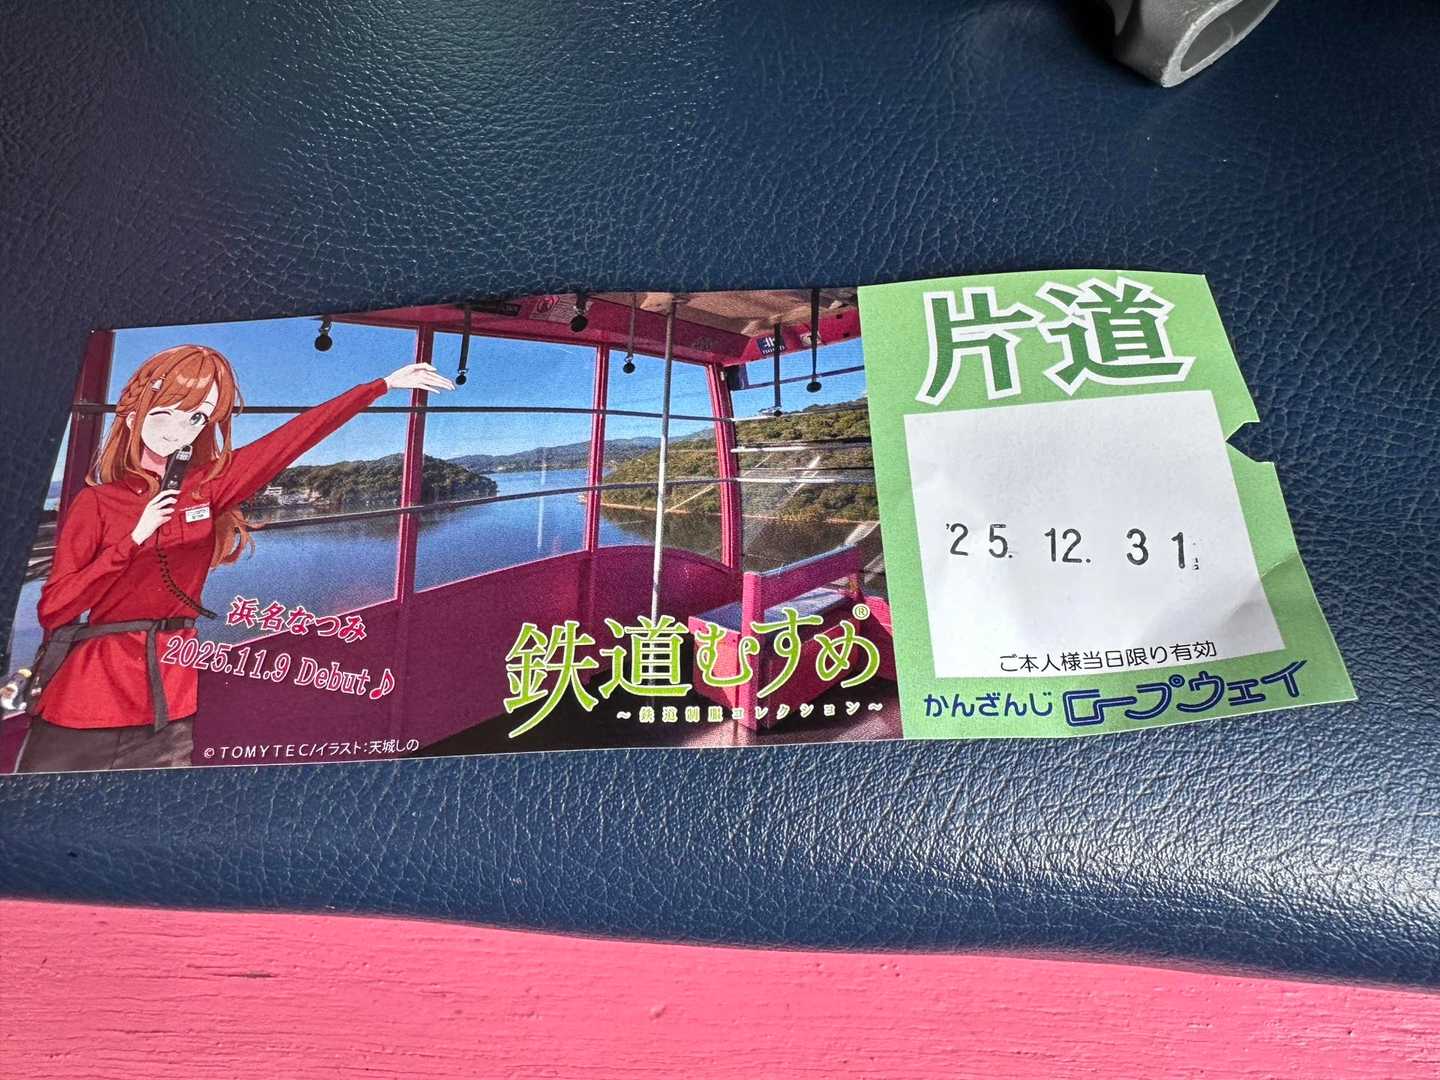 浜名なつみ
2025.11.9 Debut♪
© TOMYTEC/イラスト:天城しの
鉄道むすめ®
～鉄道制服コレクション～
片道
'25. 12. 31
ご本人様当日限り有効
かんざんじ ロープウェイ